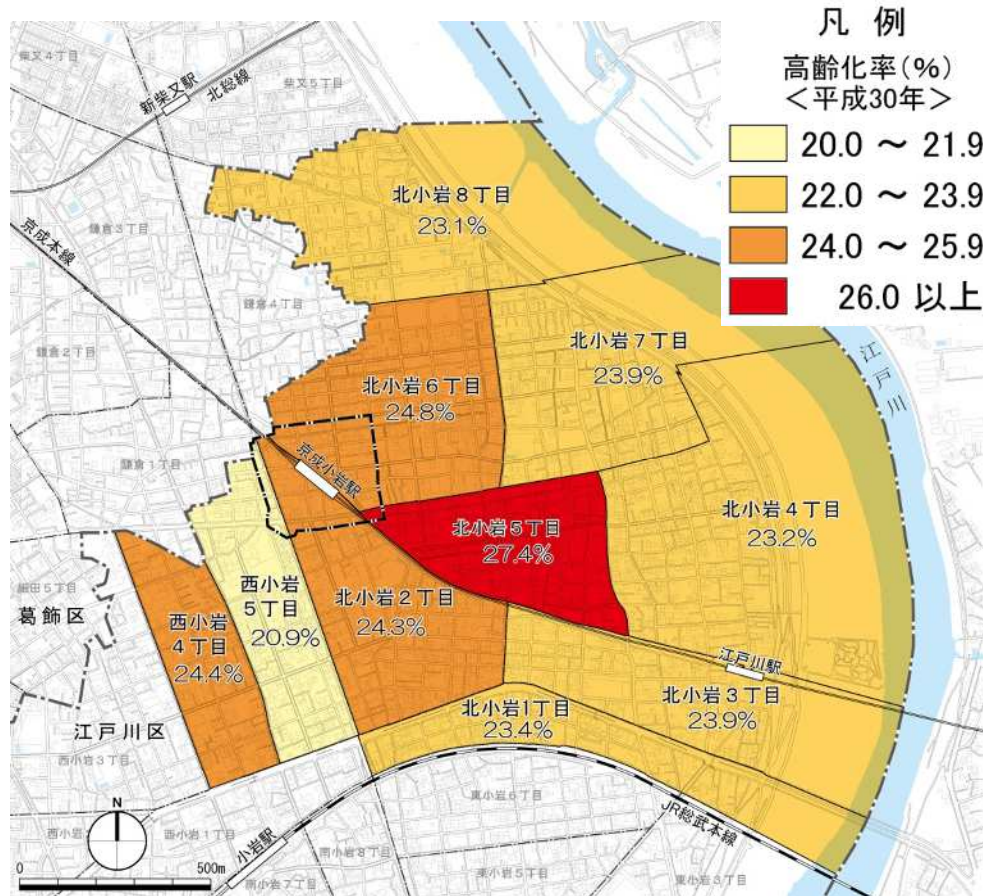 凡 例
高齢化率(%)
＜平成30年＞
20.0 ～ 21.9
22.0 ～ 23.9
24.0 ～ 25.9
26.0 以上
柴又4丁目
新柴又駅
北総線
柴又5丁目
北小岩8丁目
23.1%
京成本線
鎌倉3丁目
鎌倉4丁目
北小岩7丁目
23.9%
江戸川
鎌倉2丁目
北小岩6丁目
24.8%
鎌倉1丁目
京成小岩駅
北小岩4丁目
23.2%
北小岩5丁目
27.4%
細田5丁目
葛飾区
西小岩
5丁目
20.9%
北小岩2丁目
24.3%
西小岩
4丁目
24.4%
江戸川駅
北小岩3丁目
23.9%
北小岩1丁目
23.4%
江戸川区
西小岩3丁目
N
東小岩6丁目
JR総武本線
西小岩1丁目
小岩駅
南小岩8丁目
0
500m
南小岩7丁目
東小岩5丁目
東小岩3丁目